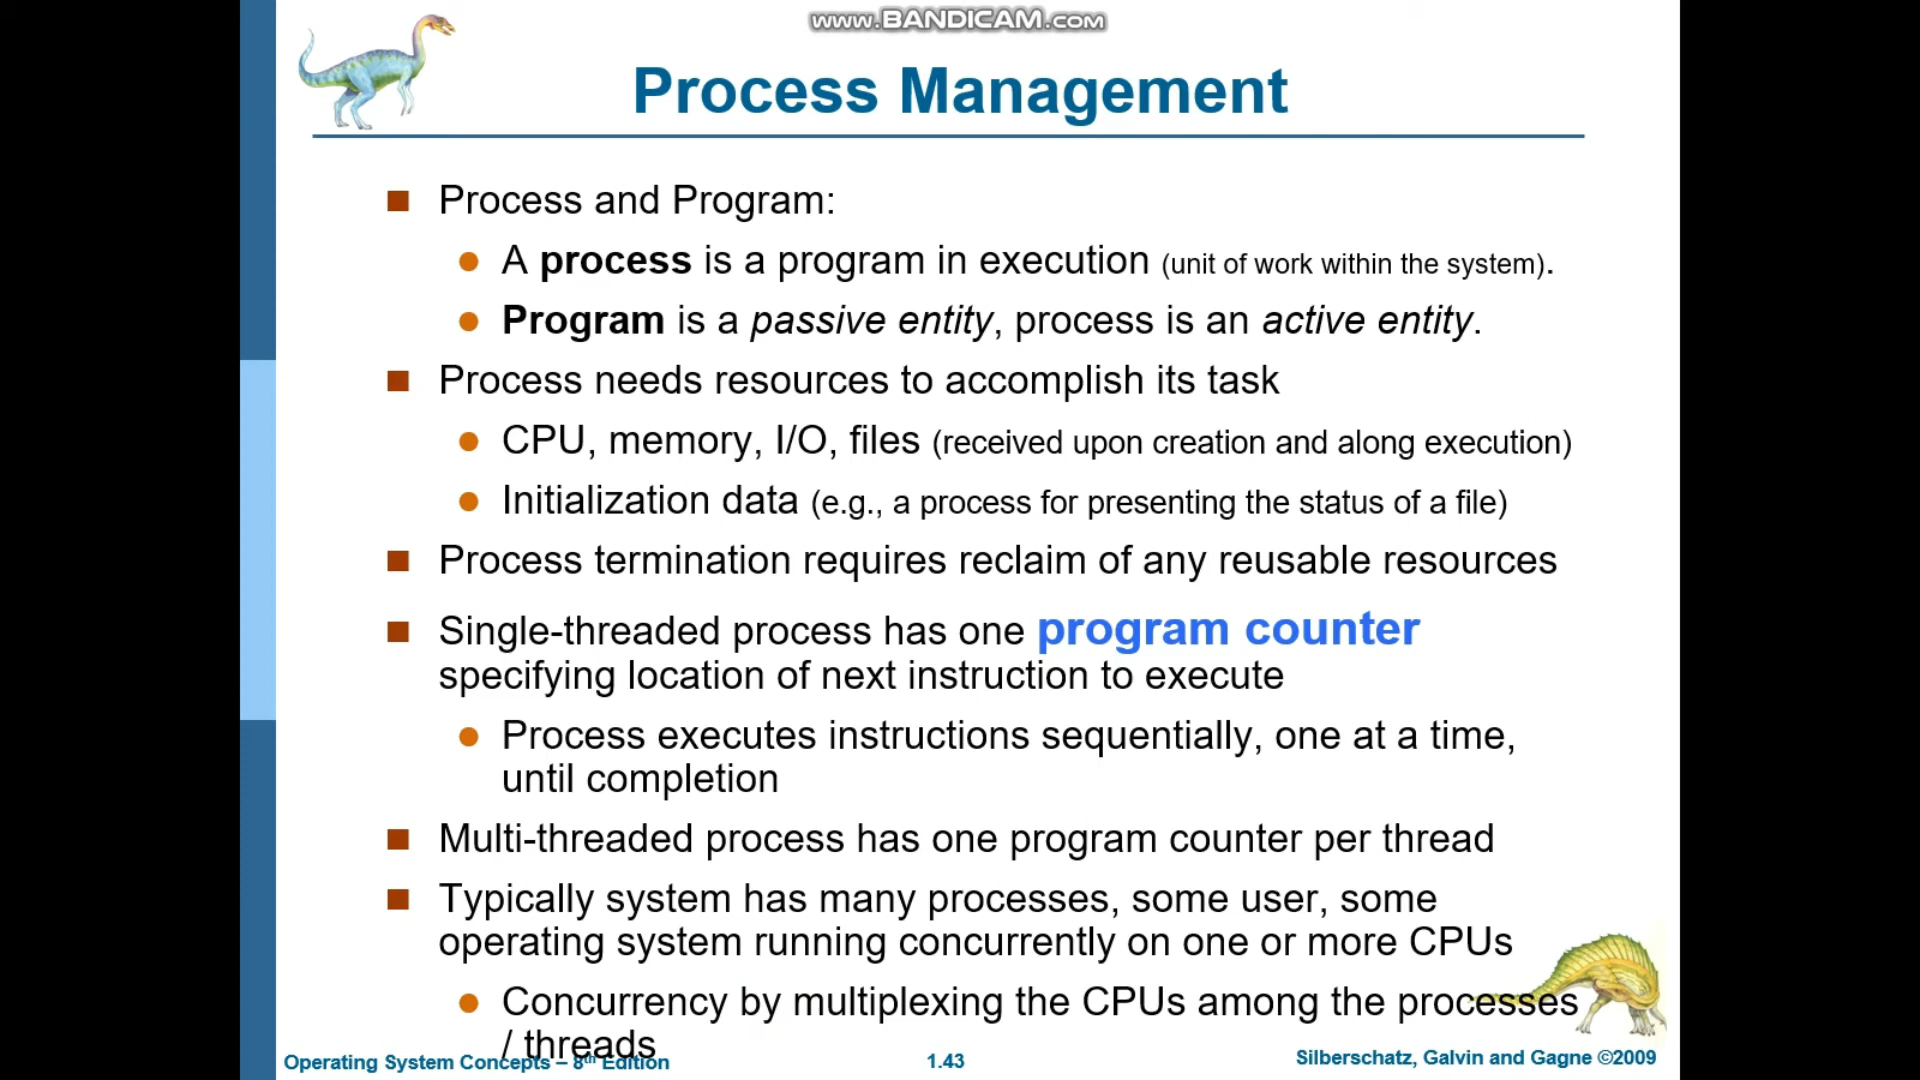 www.BANDICAM.com
Process Management
Process and Program:
A process is a program in execution (unit of work within the system).
Program is a passive entity, process is an active entity.
Process needs resources to accomplish its task
CPU, memory, I/O, files (received upon creation and along execution)
Initialization data (e.g., a process for presenting the status of a file)
Process termination requires reclaim of any reusable resources
Single-threaded process has one program counter
specifying location of next instruction to execute
Process executes instructions sequentially, one at a time,
until completion
Multi-threaded process has one program counter per thread
Typically system has many processes, some user, some
operating system running concurrently on one or more CPUs
Concurrency by multiplexing the CPUs among the processes
/ threads
Operating System Concepts – 8th Edition
1.43
Silberschatz, Galvin and Gagne ©2009